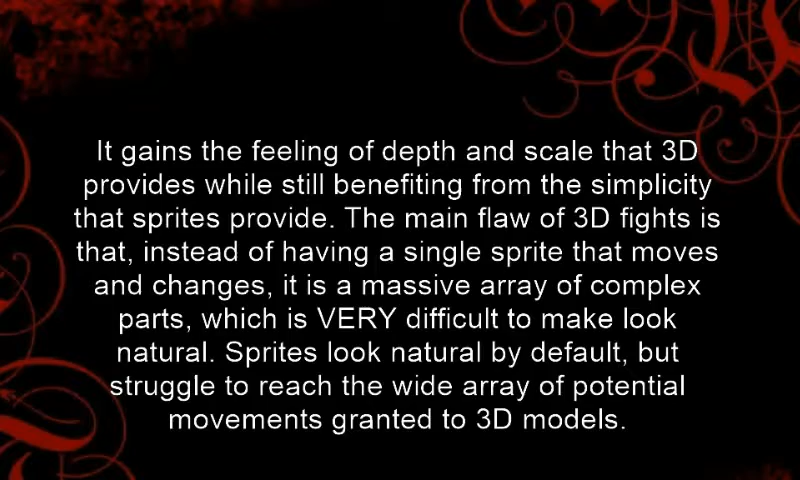 It gains the feeling of depth and scale that 3D
provides while still benefiting from the simplicity
that sprites provide. The main flaw of 3D fights is
that, instead of having a single sprite that moves
and changes, it is a massive array of complex
parts, which is VERY difficult to make look
natural. Sprites look natural by default, but
struggle to reach the wide array of potential
movements granted to 3D models.